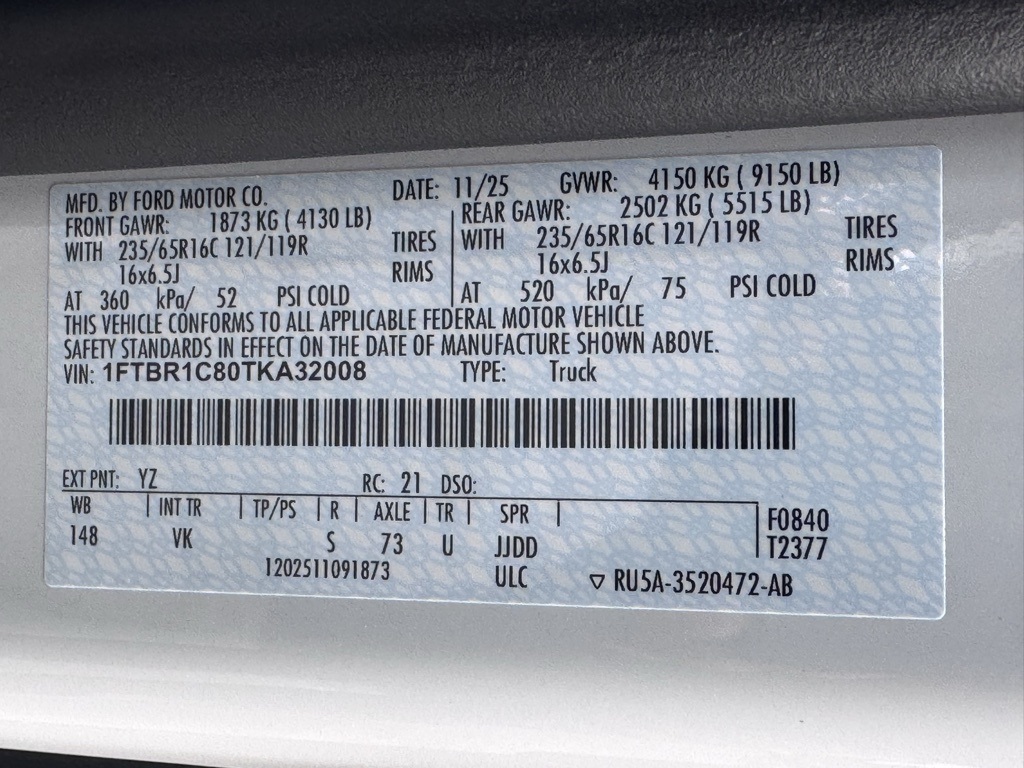 MFD. BY FORD MOTOR CO. DATE: 11/25 GVWR: 4150 KG ( 9150 LB)
FRONT GAWR: 1873 KG ( 4130 LB) REAR GAWR: 2502 KG ( 5515 LB)
WITH 235/65R16C 121/119R TIRES WITH 235/65R16C 121/119R TIRES
16x6.5J RIMS 16x6.5J RIMS
AT 360 kPa/ 52 PSI COLD AT 520 kPa/ 75 PSI COLD
THIS VEHICLE CONFORMS TO ALL APPLICABLE FEDERAL MOTOR VEHICLE
SAFETY STANDARDS IN EFFECT ON THE DATE OF MANUFACTURE SHOWN ABOVE.
VIN: 1FTBR1C80TKA32008 TYPE: Truck
EXT PNT: YZ RC: 21 DSO:
WB INT TR TP/PS R AXLE TR SPR F0840
148 VK S 73 U JJDD T2377
1202511091873 ULC ▽ RU5A-3520472-AB